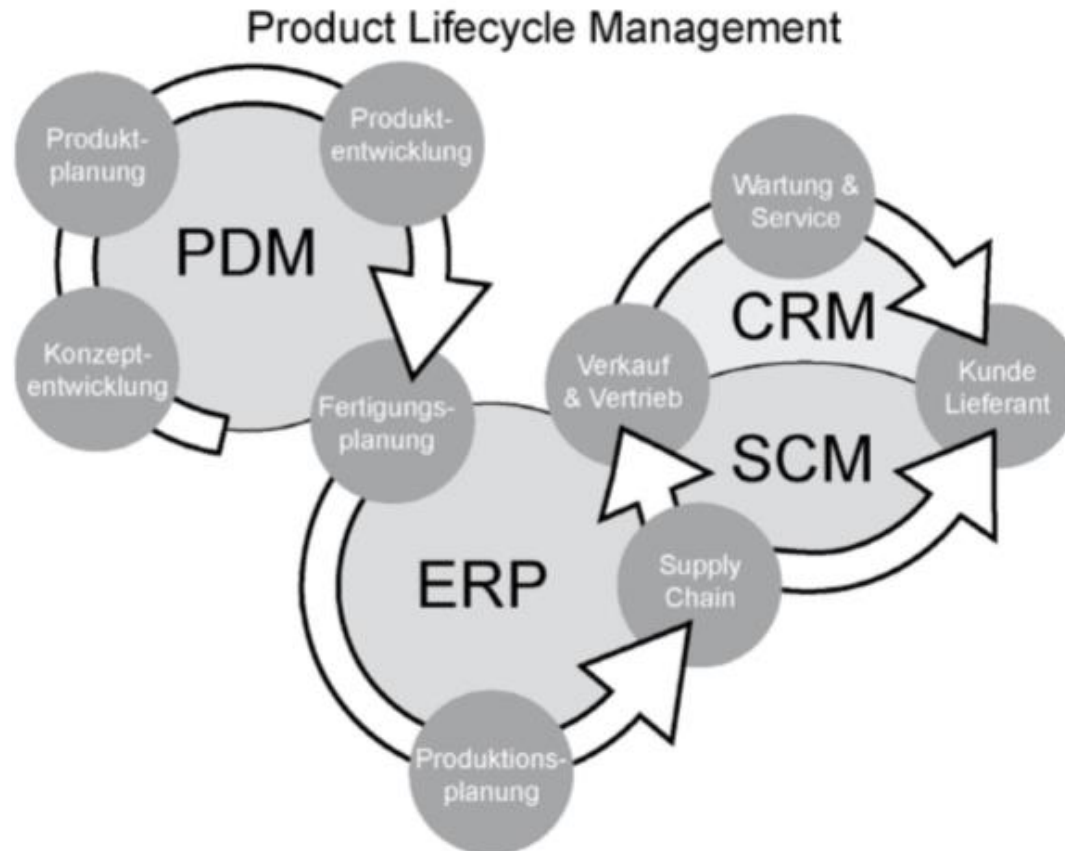 Product Lifecycle Management
Produkt-
planung
Produkt-
entwicklung
PDM
Konzept-
entwicklung
Fertigungs-
planung
ERP
Produktions-
planung
Supply
Chain
Verkauf
& Vertrieb
Wartung &
Service
CRM
SCM
Kunde
Lieferant